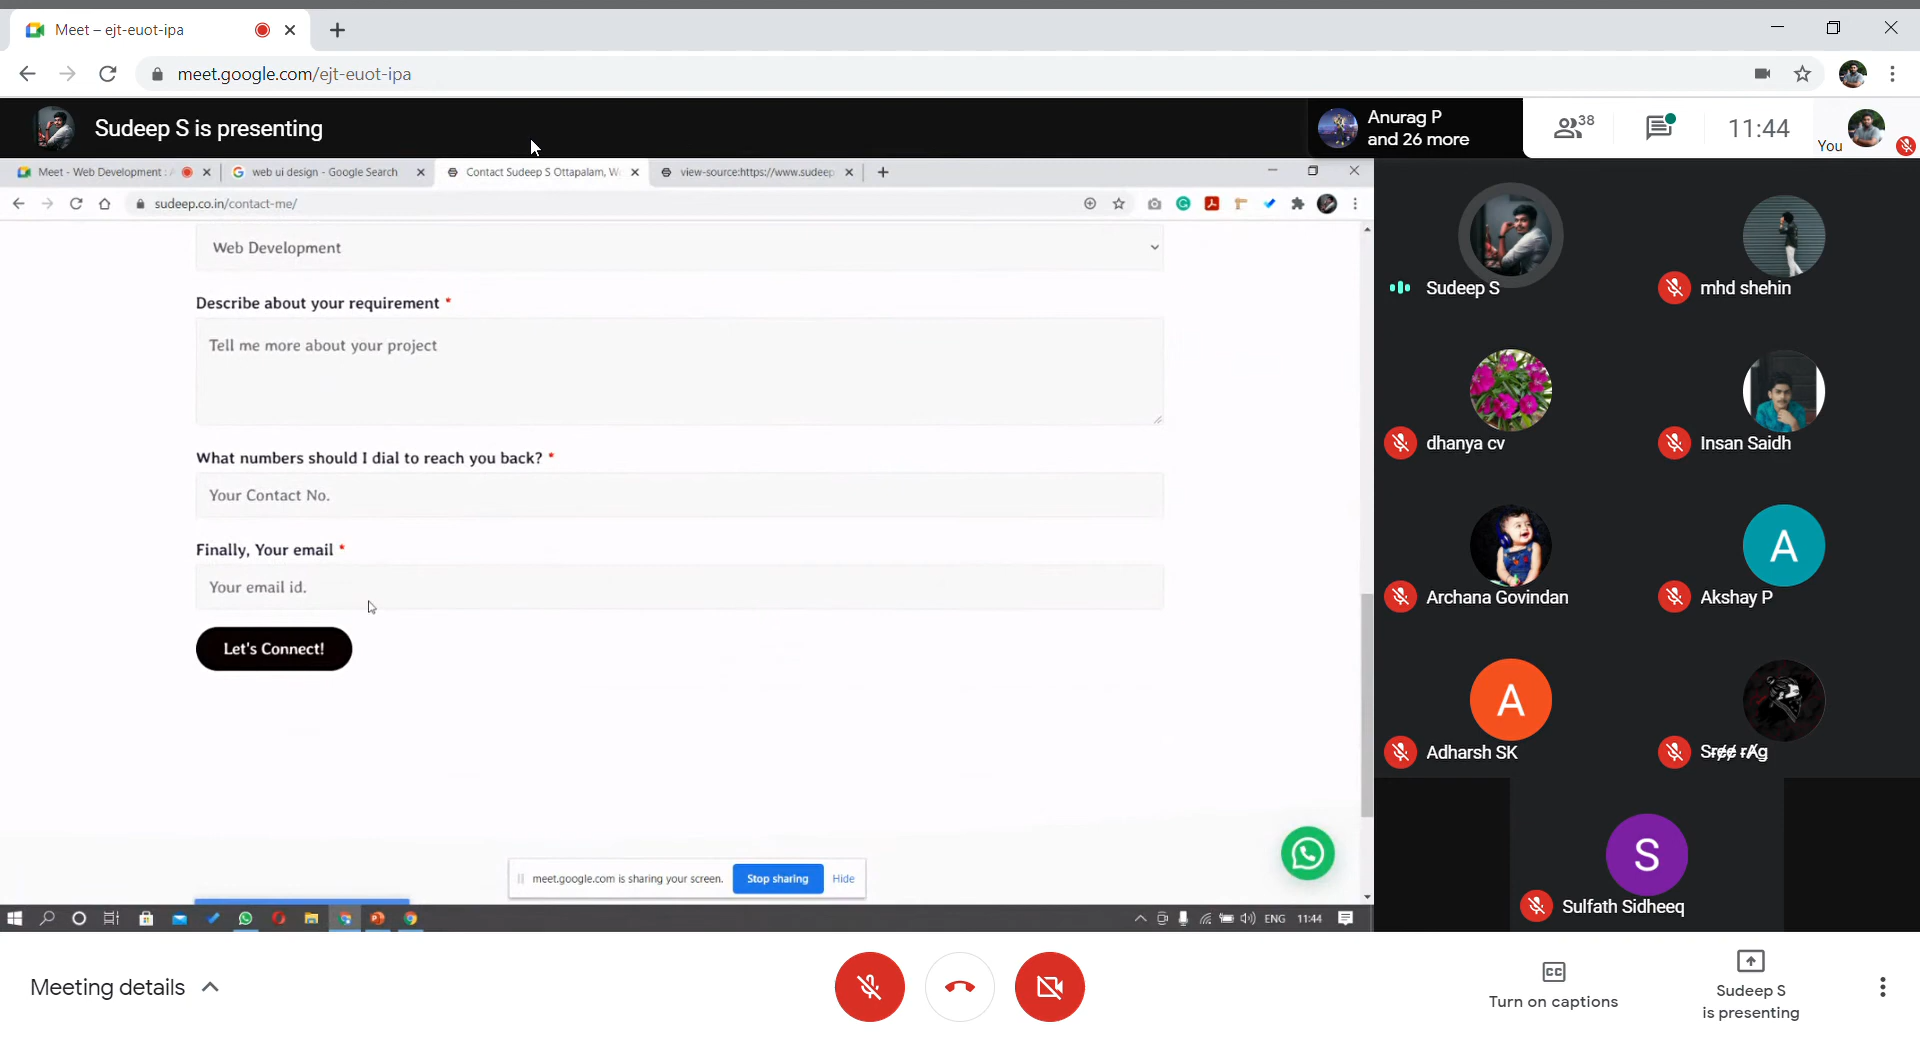 Meet – ejt-euot-ipa
meet.google.com/ejt-euot-ipa
Sudeep S is presenting
Anurag P
and 26 more
38
11:44
You
Meet - Web Development : A
web ui design - Google Search
Contact Sudeep S Ottapalam, W
view-source:https://www.sudeep
sudeep.co.in/contact-me/
Web Development
Describe about your requirement *
Tell me more about your project
What numbers should I dial to reach you back? *
Your Contact No.
Finally, Your email *
Your email id.
Let's Connect!
meet.google.com is sharing your screen.
Stop sharing
Hide
ENG
11:44
Sudeep S
mhd shehin
dhanya cv
Insan Saidh
Archana Govindan
A
Akshay P
A
Adharsh SK
S
Sulfath Sidheeq
Meeting details
CC
Turn on captions
Sudeep S
is presenting